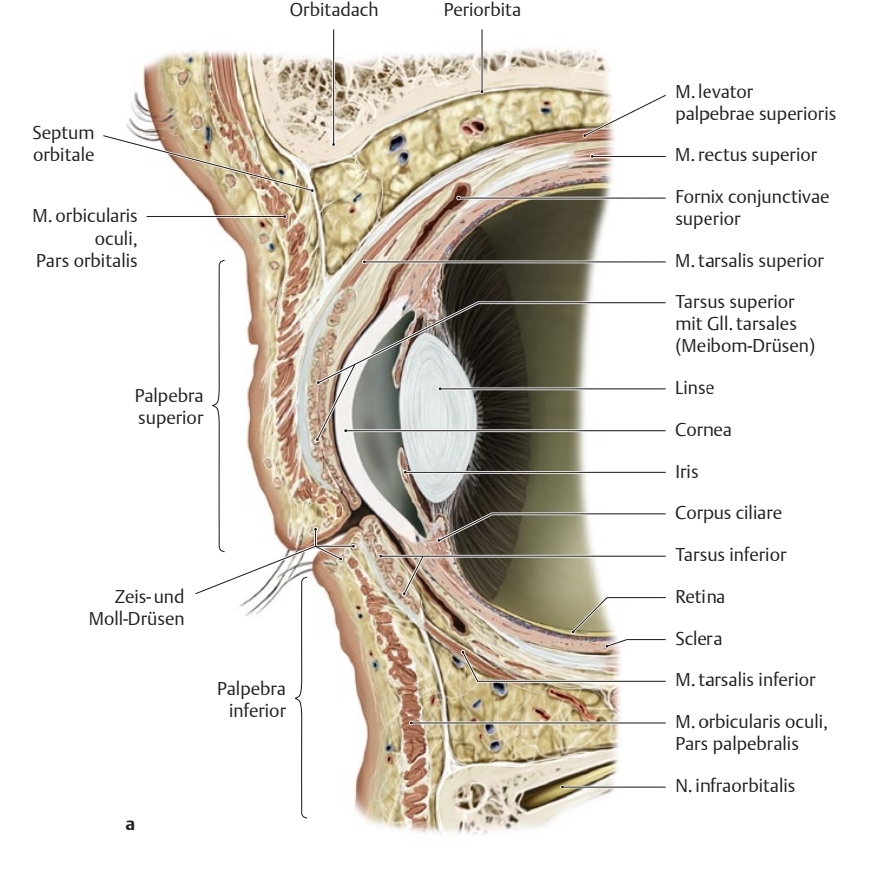 Orbitadach
Periorbita
Septum
orbitale
M. orbicularis
oculi,
Pars orbitalis
Palpebra
superior
Zeis- und
Moll-Drüsen
Palpebra
inferior
a
M. levator
palpebrae superioris
M. rectus superior
Fornix conjunctivae
superior
M. tarsalis superior
Tarsus superior
mit Gll. tarsales
(Meibom-Drüsen)
Linse
Cornea
Iris
Corpus ciliare
Tarsus inferior
Retina
Sclera
M. tarsalis inferior
M. orbicularis oculi,
Pars palpebralis
N. infraorbitalis